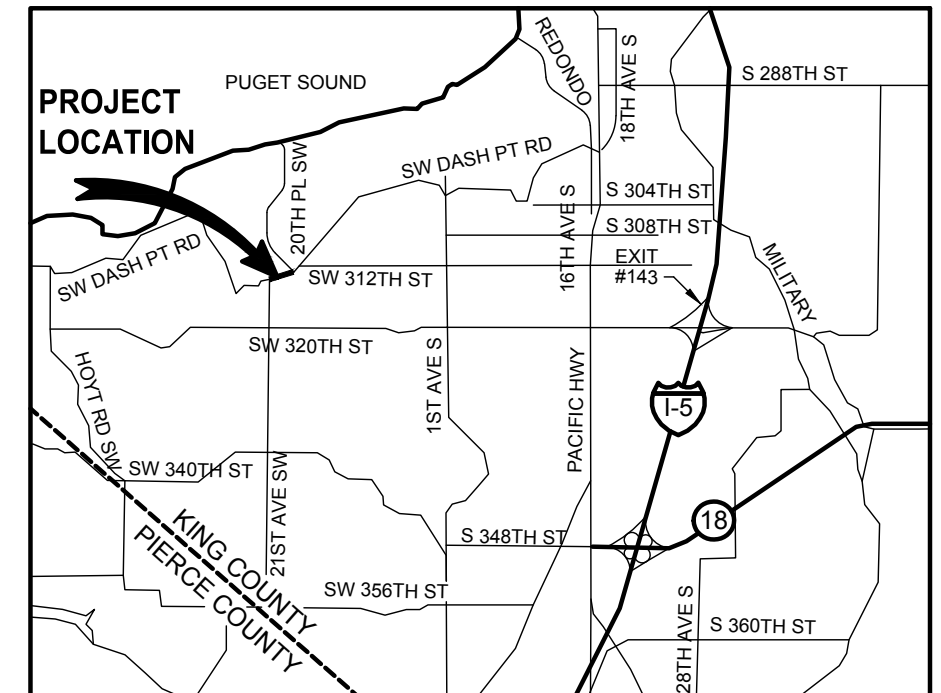 PUGET SOUND
PROJECT
LOCATION
REDONDO
18TH AVE S
S 288TH ST
20TH PL SW
SW DASH PT RD
S 304TH ST
S 308TH ST
16TH AVE S
EXIT
#143
MILITARY
SW DASH PT RD
SW 312TH ST
SW 320TH ST
HOYT RD SW
1ST AVE S
PACIFIC HWY
I-5
SW 340TH ST
21ST AVE SW
KING COUNTY
PIERCE COUNTY
18
S 348TH ST
SW 356TH ST
28TH AVE S
S 360TH ST